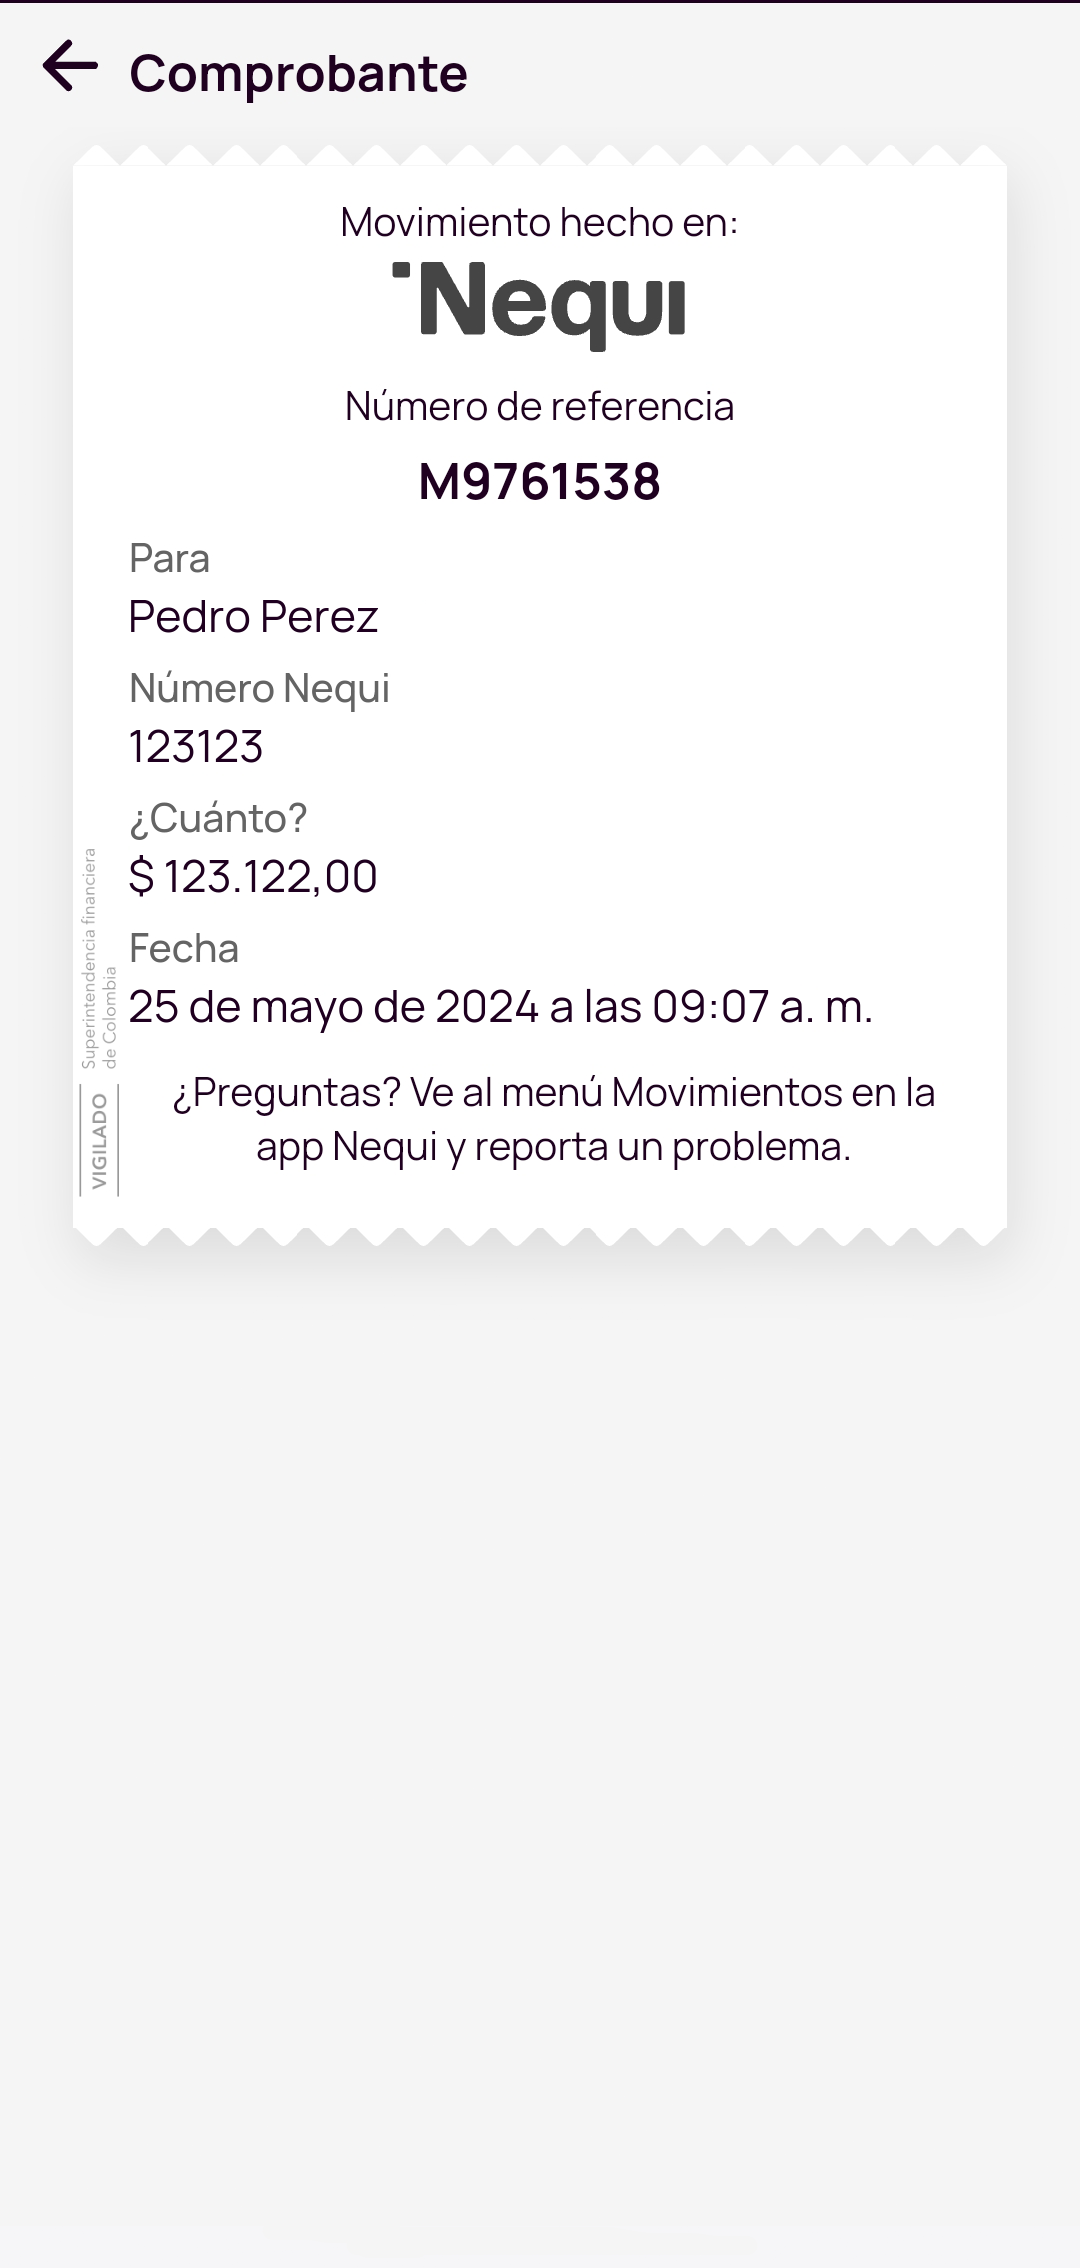 Comprobante
Movimiento hecho en:
Nequi
Número de referencia
M9761538
Para
Pedro Perez
Número Nequi
123123
¿Cuánto?
$ 123.122,00
Fecha
25 de mayo de 2024 a las 09:07 a. m.
¿Preguntas? Ve al menú Movimientos en la
app Nequi y reporta un problema.
VIGILADO
Superintendencia financiera
de Colombia